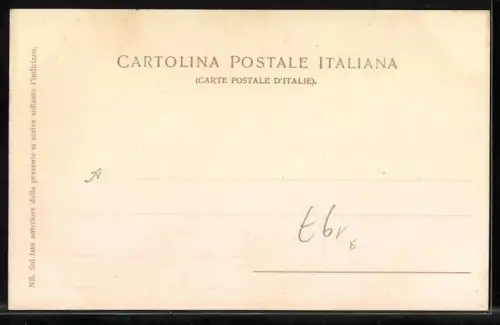 CARTOLINA POSTALE ITALIANA
(CARTE POSTALE D'ITALIE).
NB. Sul lato anteriore della presente si scrive soltanto l'indirizzo.
A